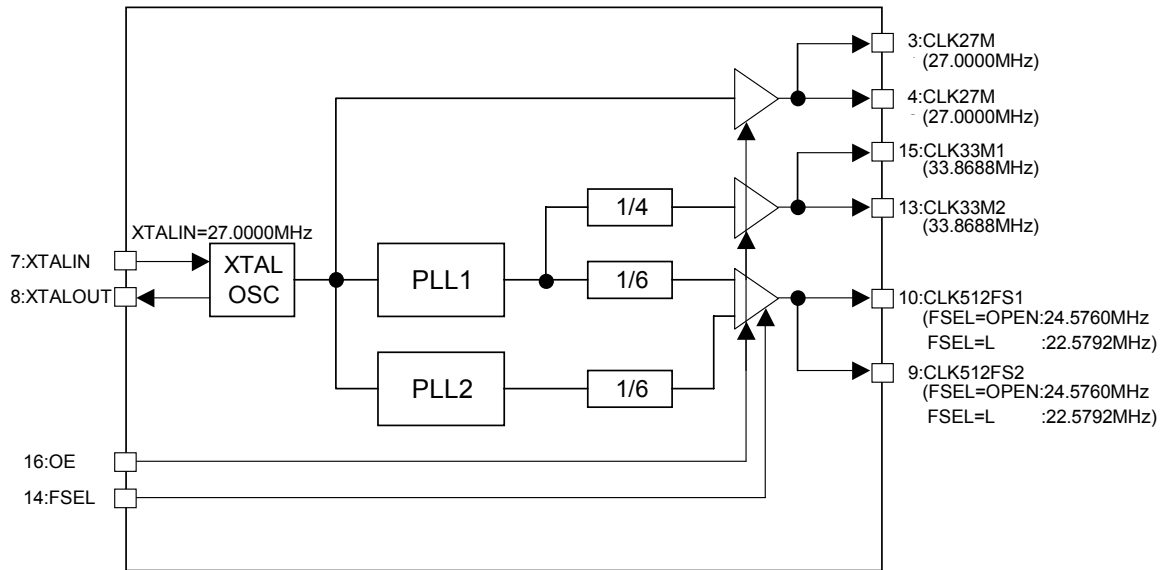 3:CLK27M
(27.0000MHz)
4:CLK27M
(27.0000MHz)
15:CLK33M1
(33.8688MHz)
1/4
13:CLK33M2
(33.8688MHz)
XTALIN=27.0000MHz
7:XTALIN
8:XTALOUT
XTAL
OSC
PLL1
1/6
10:CLK512FS1
(FSEL=OPEN:24.5760MHz
FSEL=L :22.5792MHz)
PLL2
1/6
9:CLK512FS2
(FSEL=OPEN:24.5760MHz
FSEL=L :22.5792MHz)
16:OE
14:FSEL